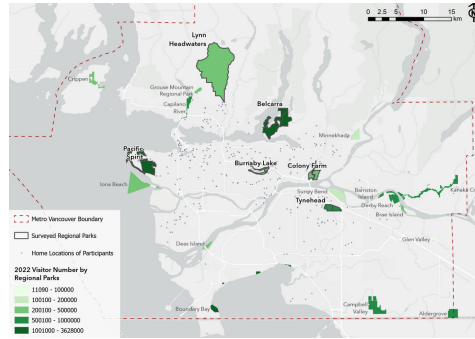 0 2.5 5 10 15
km
Lynn
Headwaters
Crippen
Grouse Mountain
Regional Park
Capilano
River
Belcarra
Minnekhada
Pacific
Spirit
Burnaby Lake
Colony Farm
Iona Beach
Surrey Bend
Tynehead
Barnston
Island
Kanaka Cr
Derby Reach
Brae Island
Glen Valley
Deas Island
Boundary Bay
Campbell
Valley
Aldergrove
Metro Vancouver Boundary
Surveyed Regional Parks
Home Locations of Participants
2022 Visitor Number by
Regional Parks
11090 - 100000
100100 - 200000
200100 - 500000
500100 - 1000000
1001000 - 3628000